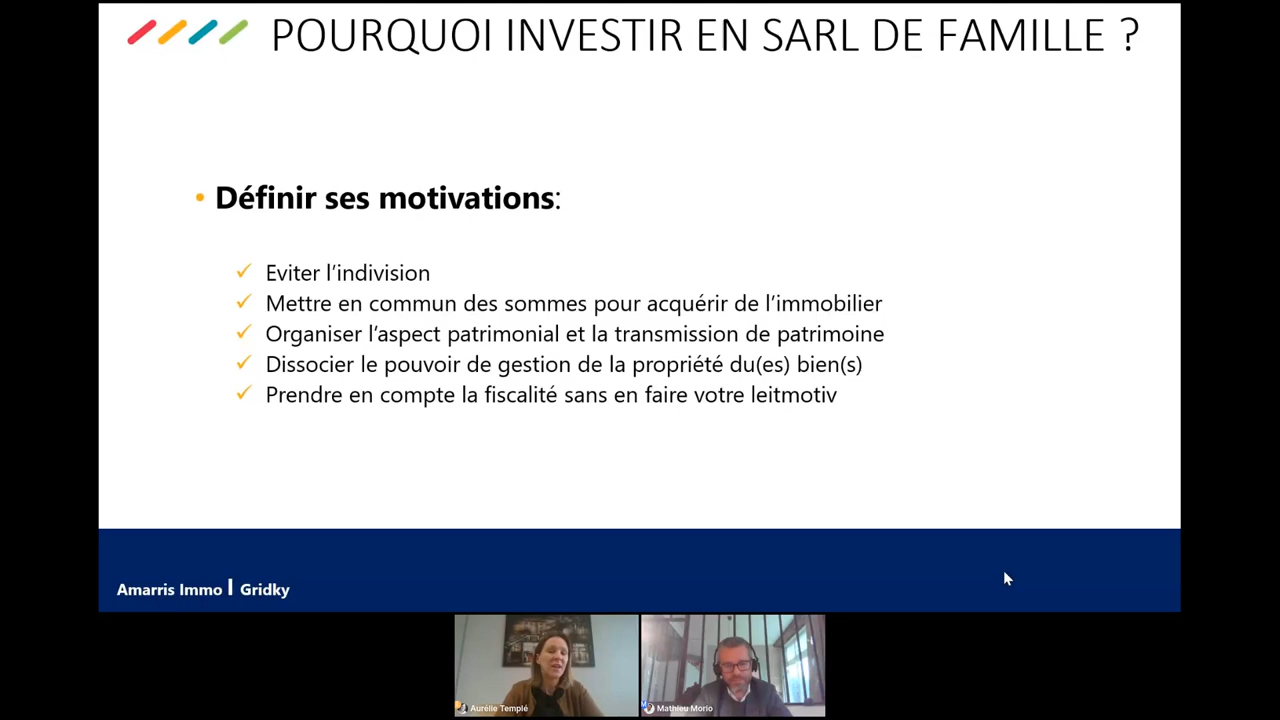 POURQUOI INVESTIR EN SARL DE FAMILLE ?
• Définir ses motivations:
✓ Eviter l'indivision
✓ Mettre en commun des sommes pour acquérir de l'immobilier
✓ Organiser l'aspect patrimonial et la transmission de patrimoine
✓ Dissocier le pouvoir de gestion de la propriété du(es) bien(s)
✓ Prendre en compte la fiscalité sans en faire votre leitmotiv
Amarris Immo | Gridky
Aurélie Templé
Mathieu Morio